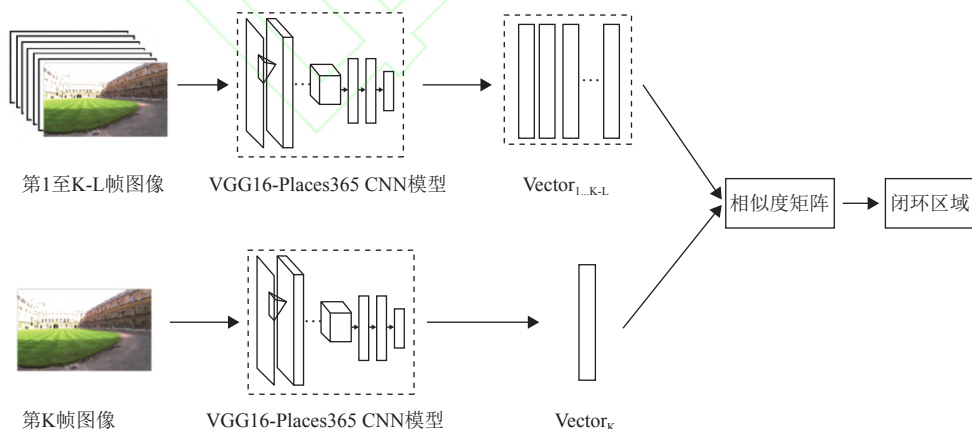 第1至K-L帧图像
VGG16-Places365 CNN模型
Vector1...K-L
相似度矩阵
闭环区域
第K帧图像
VGG16-Places365 CNN模型
VectorK